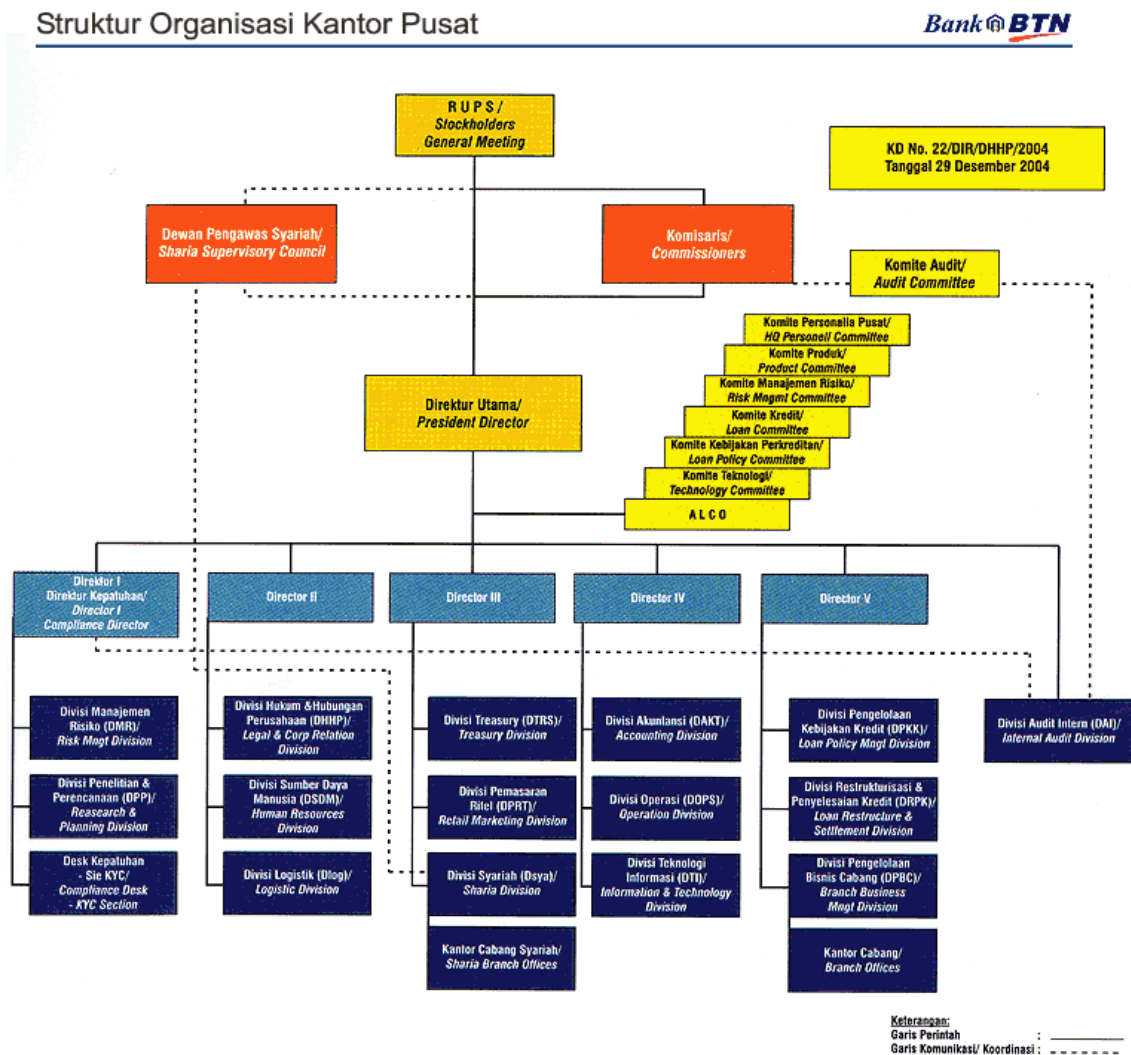 Struktur Organisasi Kantor Pusat
Bank BTN
R U P S /
Stockholders
General Meeting
KD No. 22/DIR/DHHP/2004
Tanggal 29 Desember 2004
Dewan Pengawas Syariah/
Sharia Supervisory Council
Komisaris/
Commissioners
Komite Audit/
Audit Committee
Komite Personalia Pusat/
HQ Personell Committee
Komite Produk/
Product Committee
Komite Manajemen Risiko/
Risk Mngmt Committee
Komite Kredit/
Loan Committee
Komite Kebijakan Perkreditan/
Loan Policy Committee
Komite Teknologi/
Technology Committee
A L C O
Direktur Utama/
President Director
Direktur I
Direktur Kepatuhan/
Director I
Compliance Director
Director II
Director III
Director IV
Director V
Divisi Manajemen
Risiko (DMR)/
Risk Mngt Division
Divisi Hukum &Hubungan
Perusahaan (DHHP)/
Legal & Corp Relation
Division
Divisi Treasury (DTRS)/
Treasury Division
Divisi Akuntansi (DAKT)/
Accounting Division
Divisi Pengelolaan
Kebijakan Kredit (DPKK)/
Loan Policy Mngt Division
Divisi Audit Intern (DAI)/
Internal Audit Division
Divisi Penelitian &
Perencanaan (DPP)/
Reasearch &
Planning Division
Divisi Sumber Daya
Manusia (DSDM)/
Human Resources
Division
Divisi Pemasaran
Ritel (DPRT)/
Retail Marketing Division
Divisi Operasi (DOPS)/
Operation Division
Divisi Restrukturisasi &
Penyelesaian Kredit (DRPK)/
Loan Restructure &
Settlement Division
Desk Kepatuhan
- Sie KYC/
Compliance Desk
- KYC Section
Divisi Logistik (Dlog)/
Logistic Division
Divisi Syariah (Dsya)/
Sharia Division
Divisi Teknologi
Informasi (DTI)/
Information & Technology
Division
Divisi Pengelolaan
Bisnis Cabang (DPBC)/
Branch Business
Mngt Division
Kantor Cabang Syariah/
Sharia Branch Offices
Kantor Cabang/
Branch Offices
Keterangan:
Garis Perintah :
Garis Komunikasi/ Koordinasi :